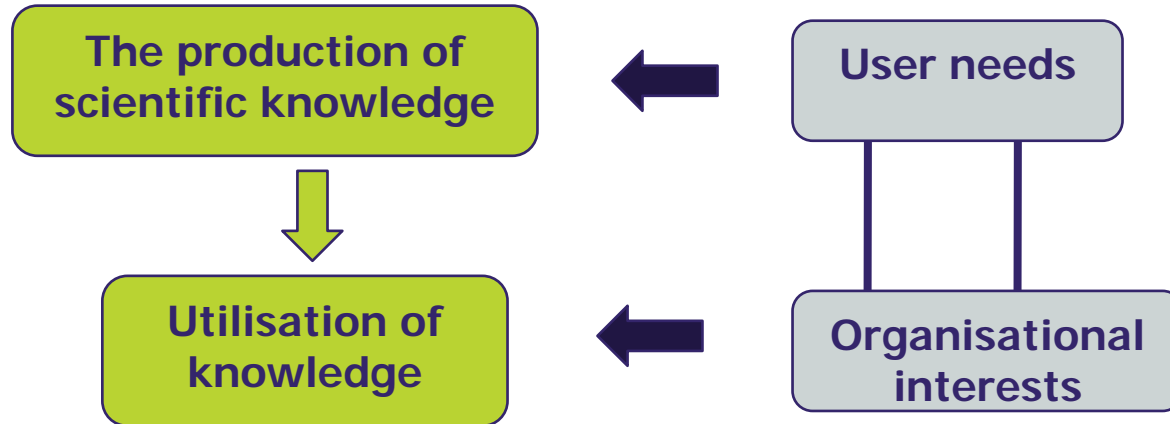 The production of
scientific knowledge
User needs
Utilisation of
knowledge
Organisational
interests